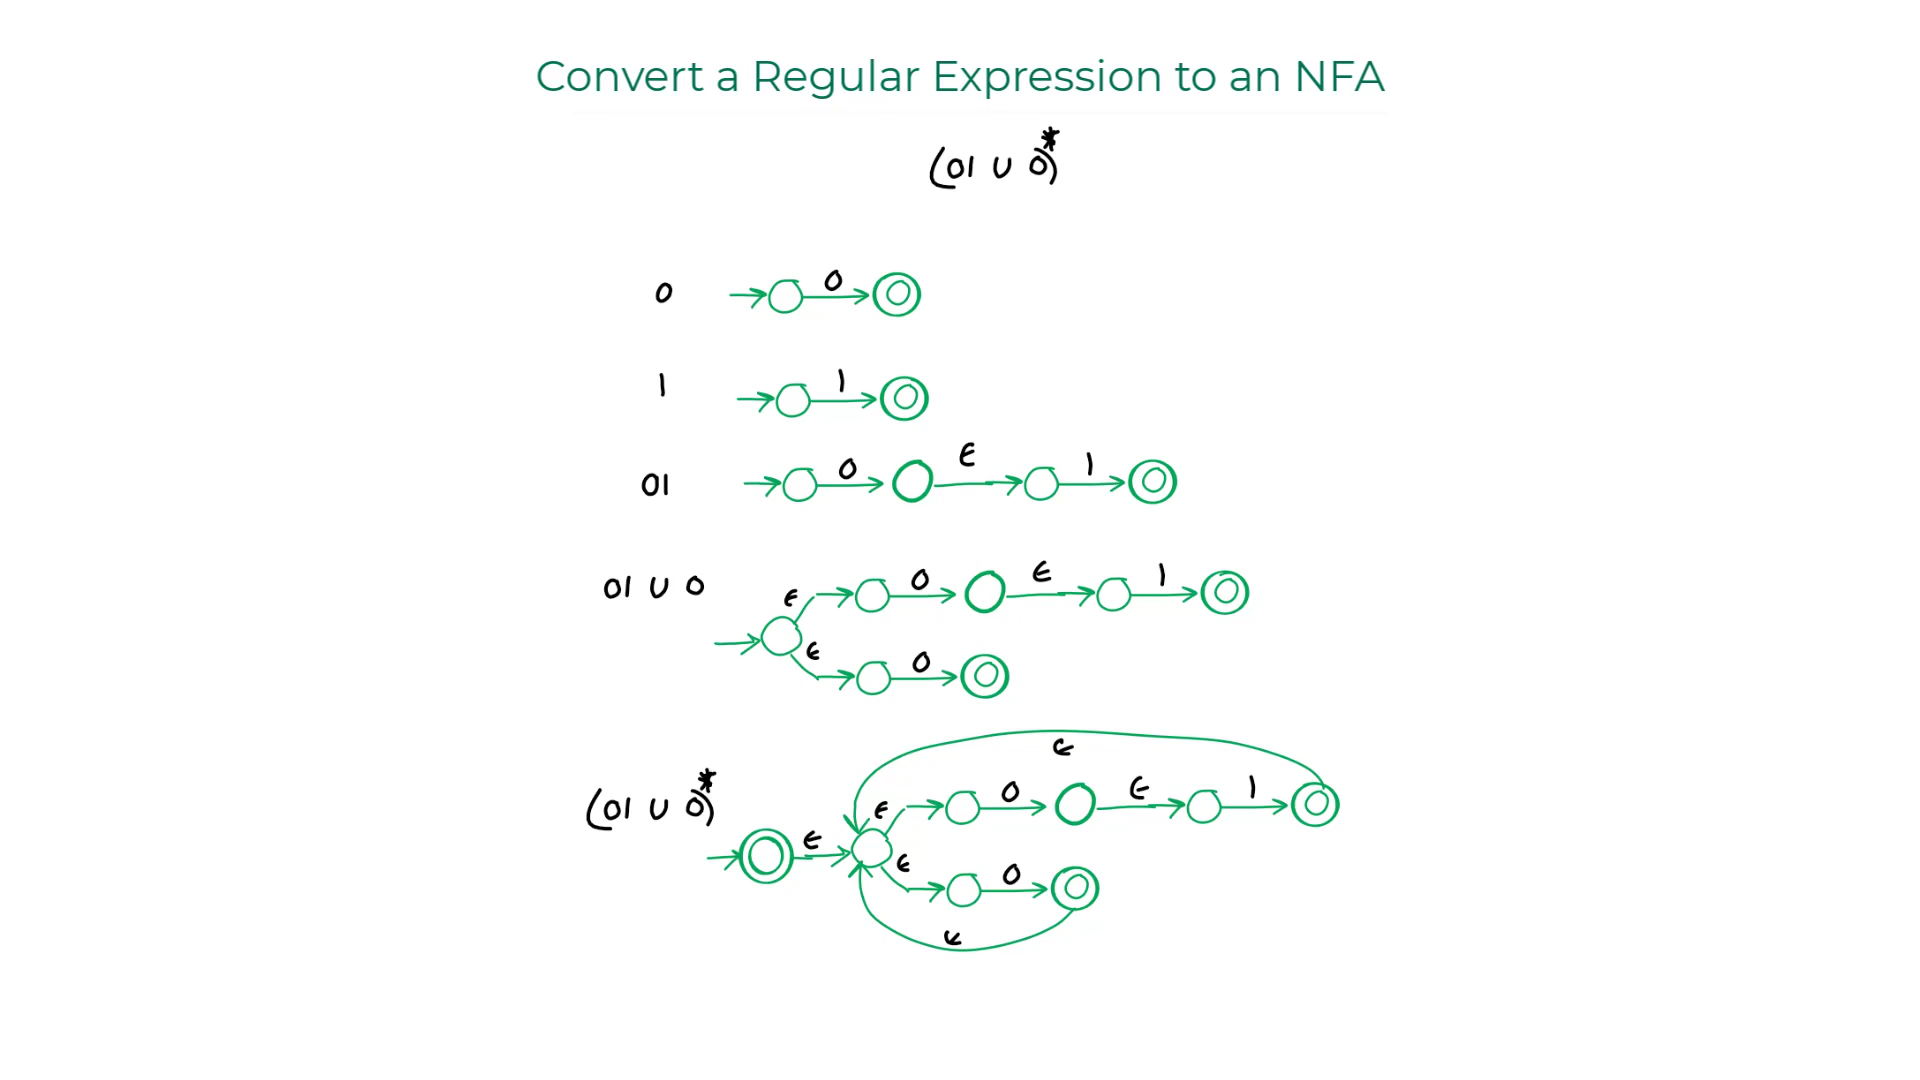 Convert a Regular Expression to an NFA
(01 ∪ 0)*
0 0
1 1
01 0 ε 1
01 ∪ 0 ε 0 ε 1
ε 0
ε
(01 ∪ 0)* ε ε 0 ε 1
ε 0
ε